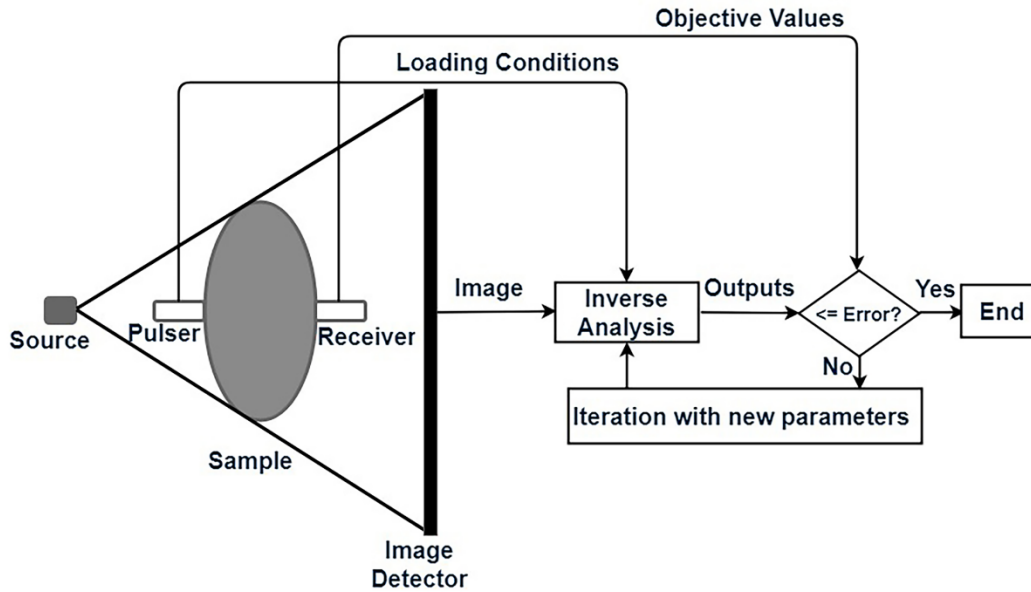 Objective Values
Loading Conditions
Source
Pulser
Receiver
Sample
Image
Detector
Image
Inverse
Analysis
Outputs
<= Error?
Yes
End
No
Iteration with new parameters